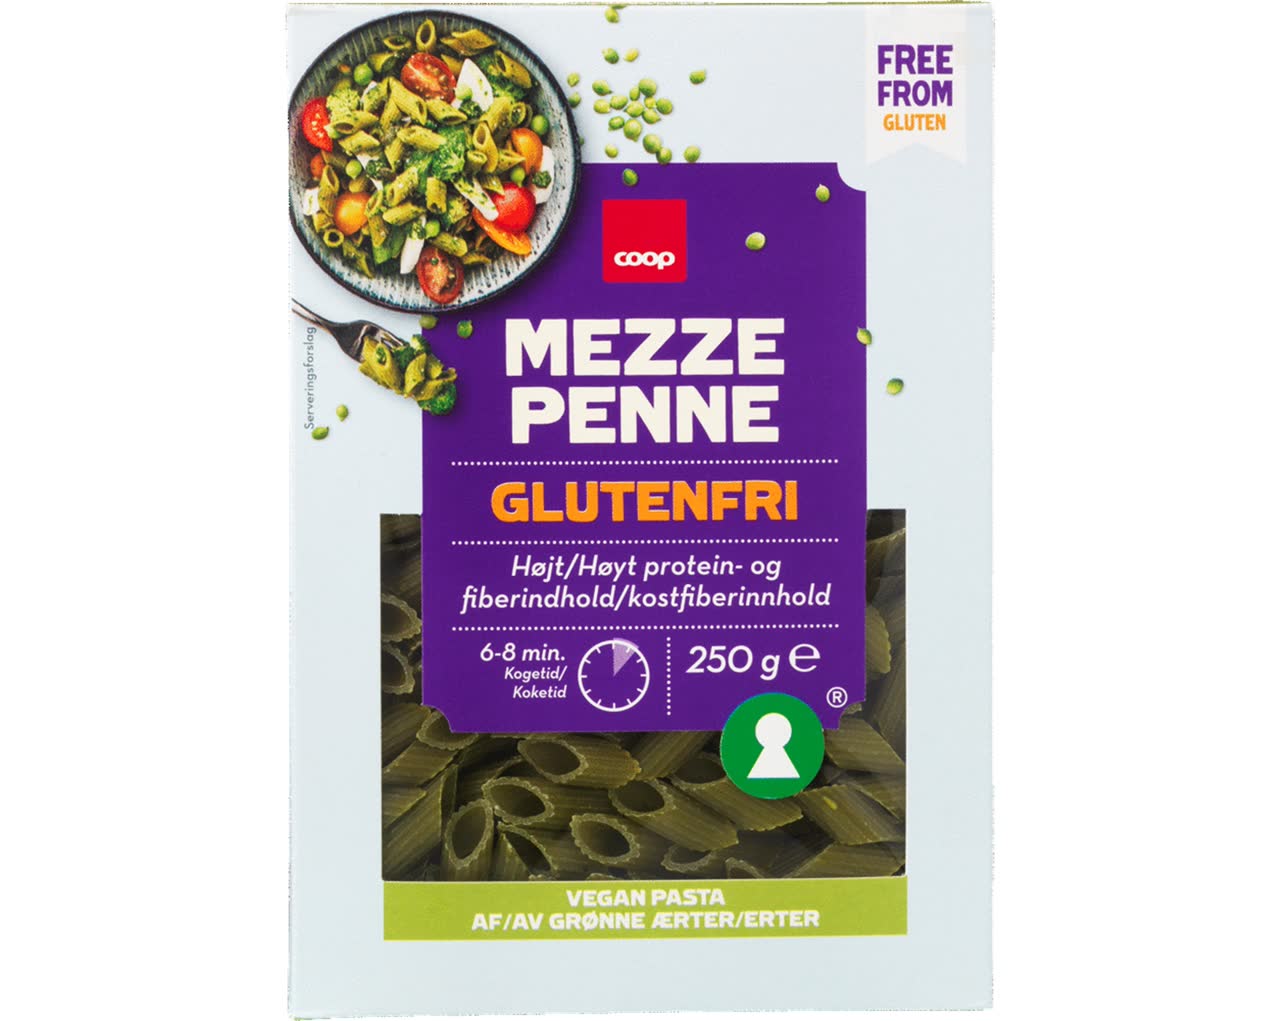 FREE
FROM
GLUTEN
coop
MEZZE
PENNE
GLUTENFRI
Højt/Høyt protein- og
fiberindhold/kostfiberinnhold
6-8 min.
Kogetid/
Koketid
250 g ℮
®
Serveringsforslag
VEGAN PASTA
AF/AV GRØNNE ÆRTER/ERTER